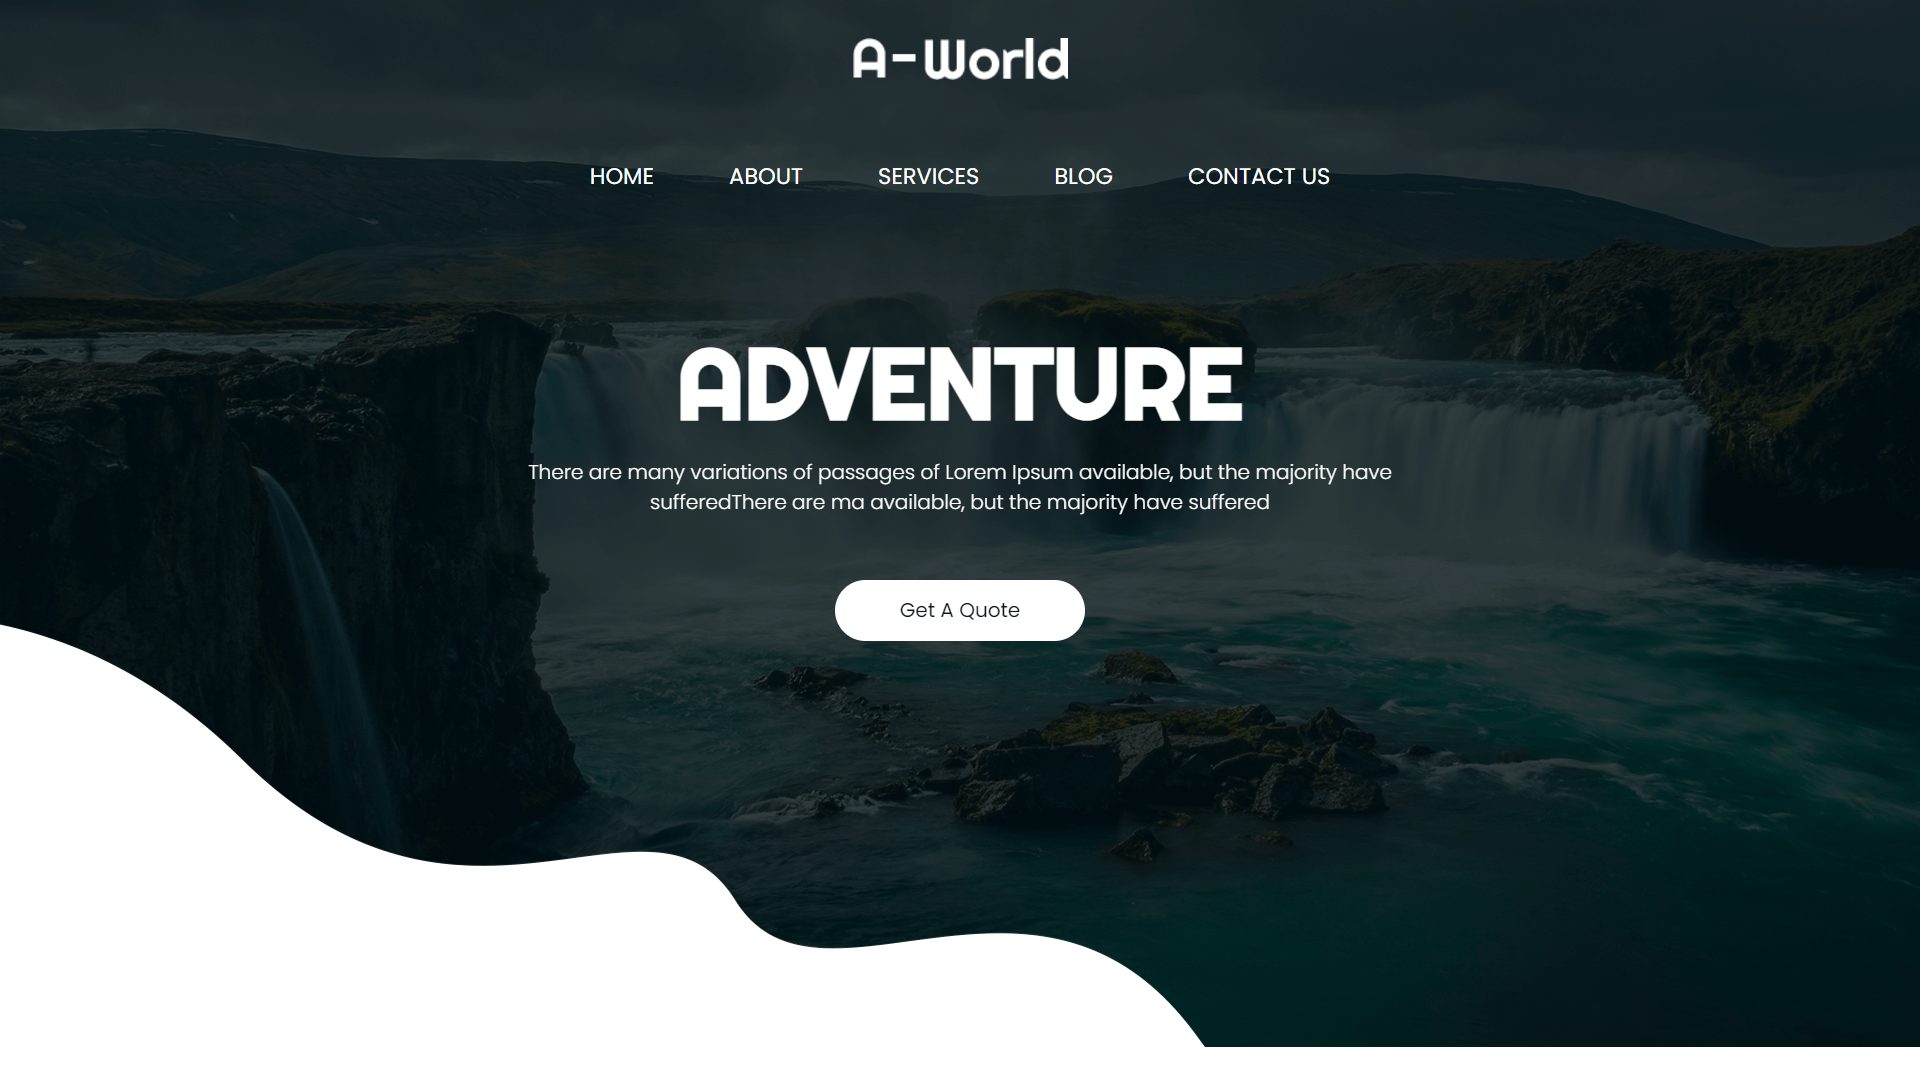 A-World
HOME ABOUT SERVICES BLOG CONTACT US
ADVENTURE
There are many variations of passages of Lorem Ipsum available, but the majority have
sufferedThere are ma available, but the majority have suffered
Get A Quote